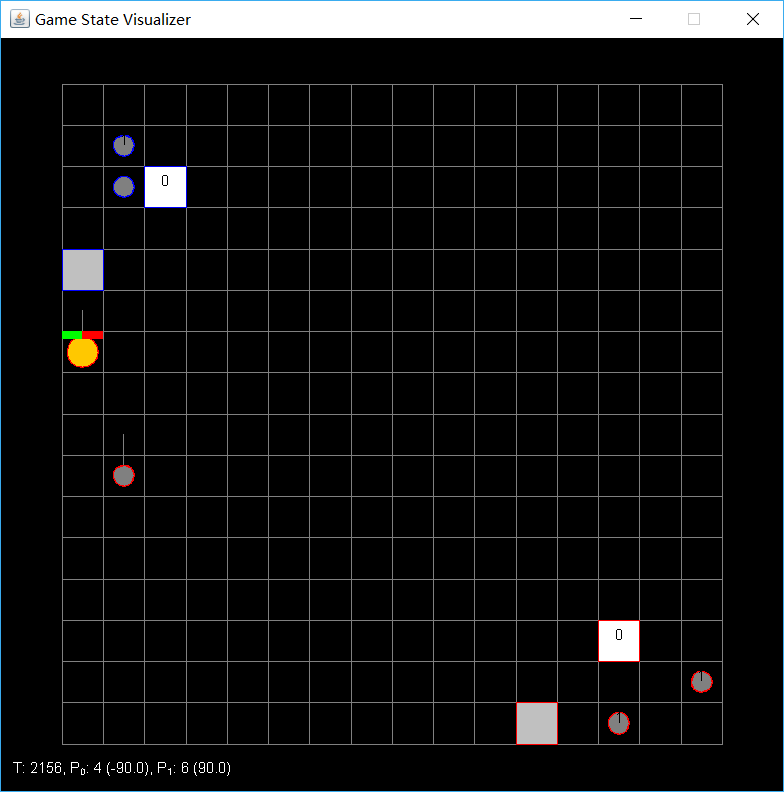 Game State Visualizer
0
0
T: 2156, P₀: 4 (-90.0), P₁: 6 (90.0)